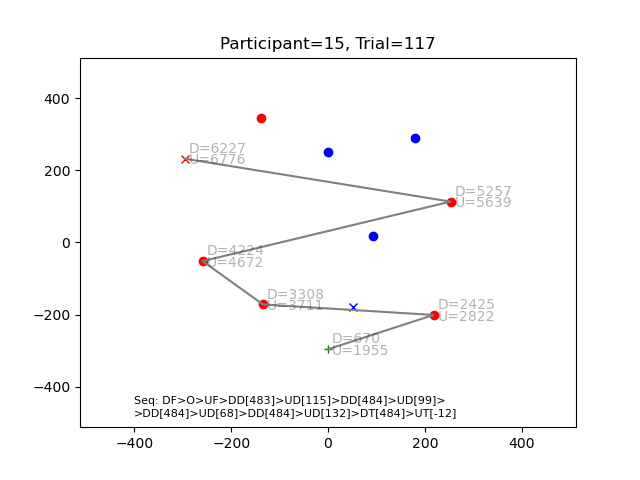 Participant=15, Trial=117
400
200
0
−200
−400
D=6227
U=6776
D=5257
U=5639
D=4224
U=4672
D=3308
U=3711
D=2425
U=2822
D=670
U=1955
Seq: DF>O>UF>DD[483]>UD[115]>DD[484]>UD[99]>
>DD[484]>UD[68]>DD[484]>UD[132]>DT[484]>UT[-12]
−400 −200 0 200 400